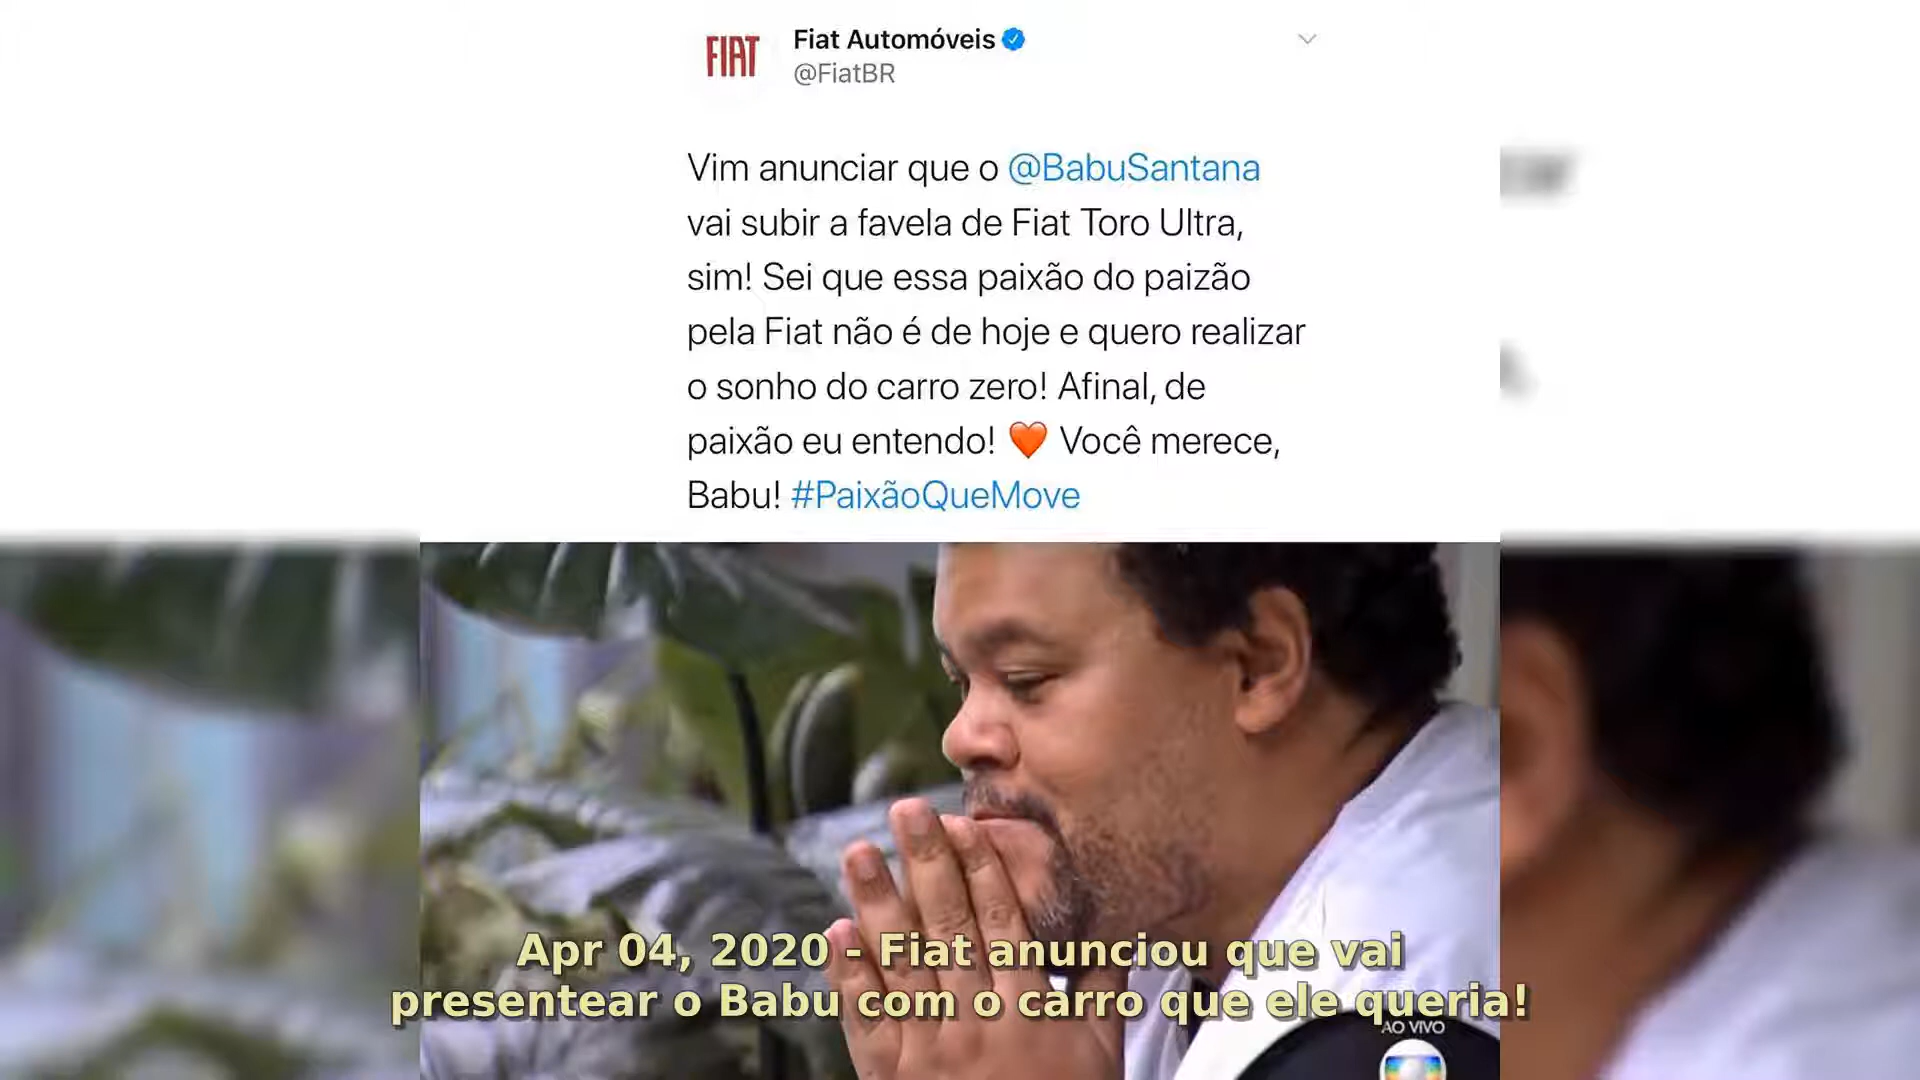 FIAT
Fiat Automóveis
@FiatBR
Vim anunciar que o @BabuSantana
vai subir a favela de Fiat Toro Ultra,
sim! Sei que essa paixão do paizão
pela Fiat não é de hoje e quero realizar
o sonho do carro zero! Afinal, de
paixão eu entendo! 🧡 Você merece,
Babu! #PaixãoQueMove
Apr 04, 2020 - Fiat anunciou que vai
presentear o Babu com o carro que ele queria!
AO VIVO